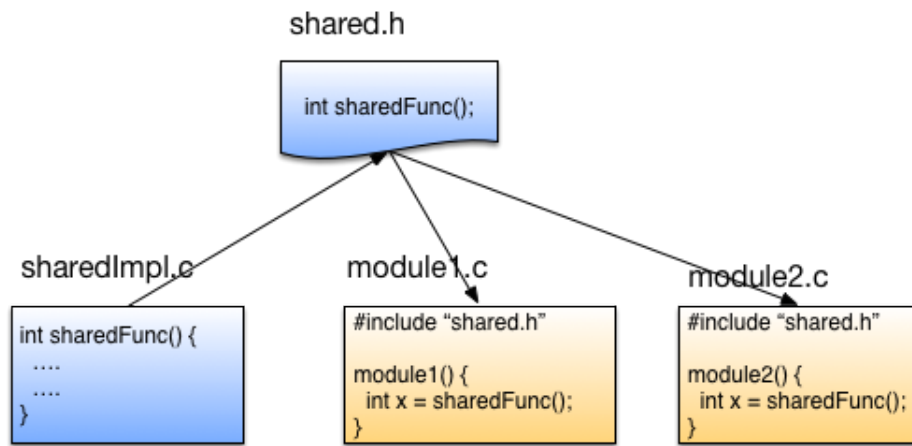 shared.h
int sharedFunc();
sharedImpl.c
int sharedFunc() {
....
....
}
module1.c
#include “shared.h”
module1() {
int x = sharedFunc();
}
module2.c
#include “shared.h”
module2() {
int x = sharedFunc();
}